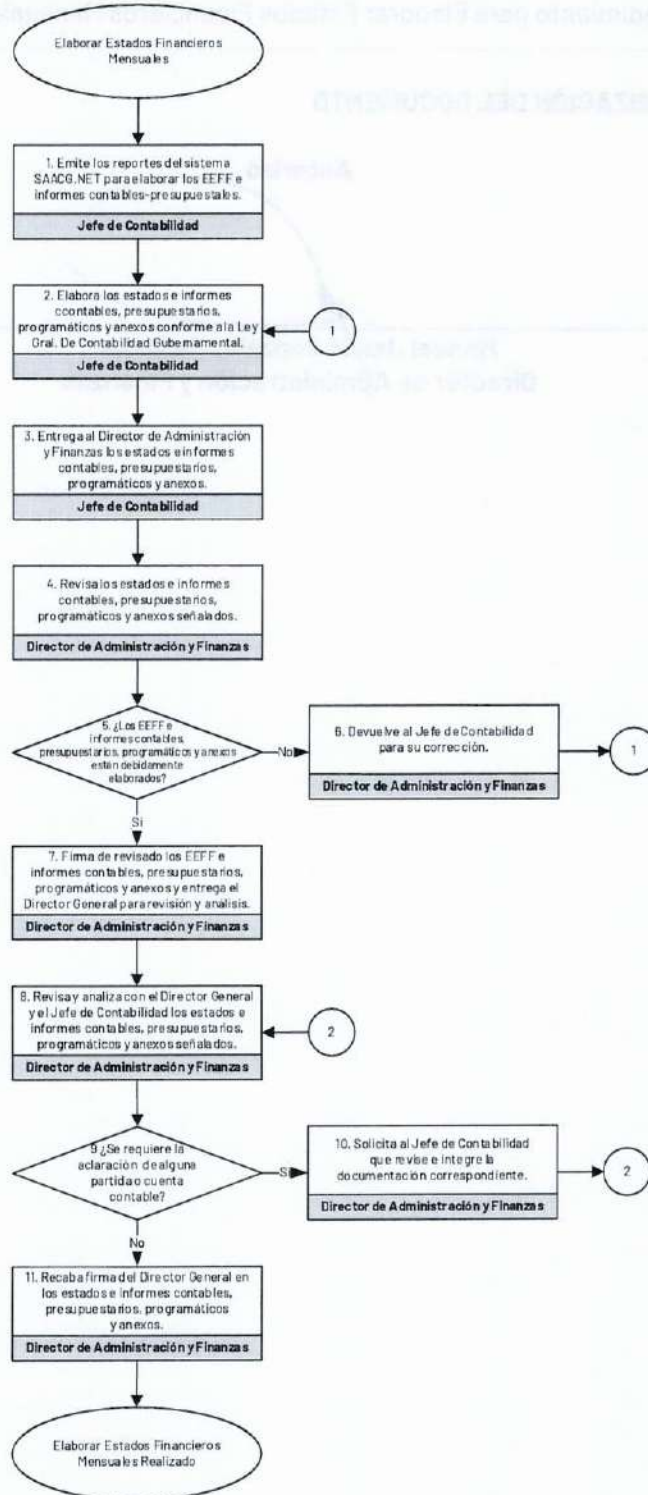 Elaborar Estados Financieros
Mensuales
1. Emite los reportes del sistema
SAACG.NET para elaborar los EEFF e
informes contables-presupuestales.
Jefe de Contabilidad
2. Elabora los estados e informes
ccontables, presupuestarios,
programáticos y anexos conforme a la Ley
Gral. De Contabilidad Gubernamental.
Jefe de Contabilidad
1
3. Entrega al Director de Administración
y Finanzas los estados e informes
contables, presupuestarios,
programáticos y anexos.
Jefe de Contabilidad
4. Revisa los estados e informes
contables, presupuestarios,
programáticos y anexos señalados.
Director de Administración y Finanzas
5. ¿Los EEFF e
informes contables,
presupuestarios, programáticos y anexos
están debidamente
elaborados?
No
6. Devuelve al Jefe de Contabilidad
para su corrección.
Director de Administración y Finanzas
1
Sí
7. Firma de revisado los EEFF e
informes contables, presupuestarios,
programáticos y anexos y entrega el
Director General para revisión y análisis.
Director de Administración y Finanzas
8. Revisa y analiza con el Director General
y el Jefe de Contabilidad los estados e
informes contables, presupuestarios,
programáticos y anexos señalados.
Director de Administración y Finanzas
2
9 ¿Se requiere la
aclaración de alguna
partida o cuenta
contable?
Sí
10. Solicita al Jefe de Contabilidad
que revise e integre la
documentación correspondiente.
Director de Administración y Finanzas
2
No
11. Recaba firma del Director General en
los estados e informes contables,
presupuestarios, programáticos
y anexos.
Director de Administración y Finanzas
Elaborar Estados Financieros
Mensuales Realizado